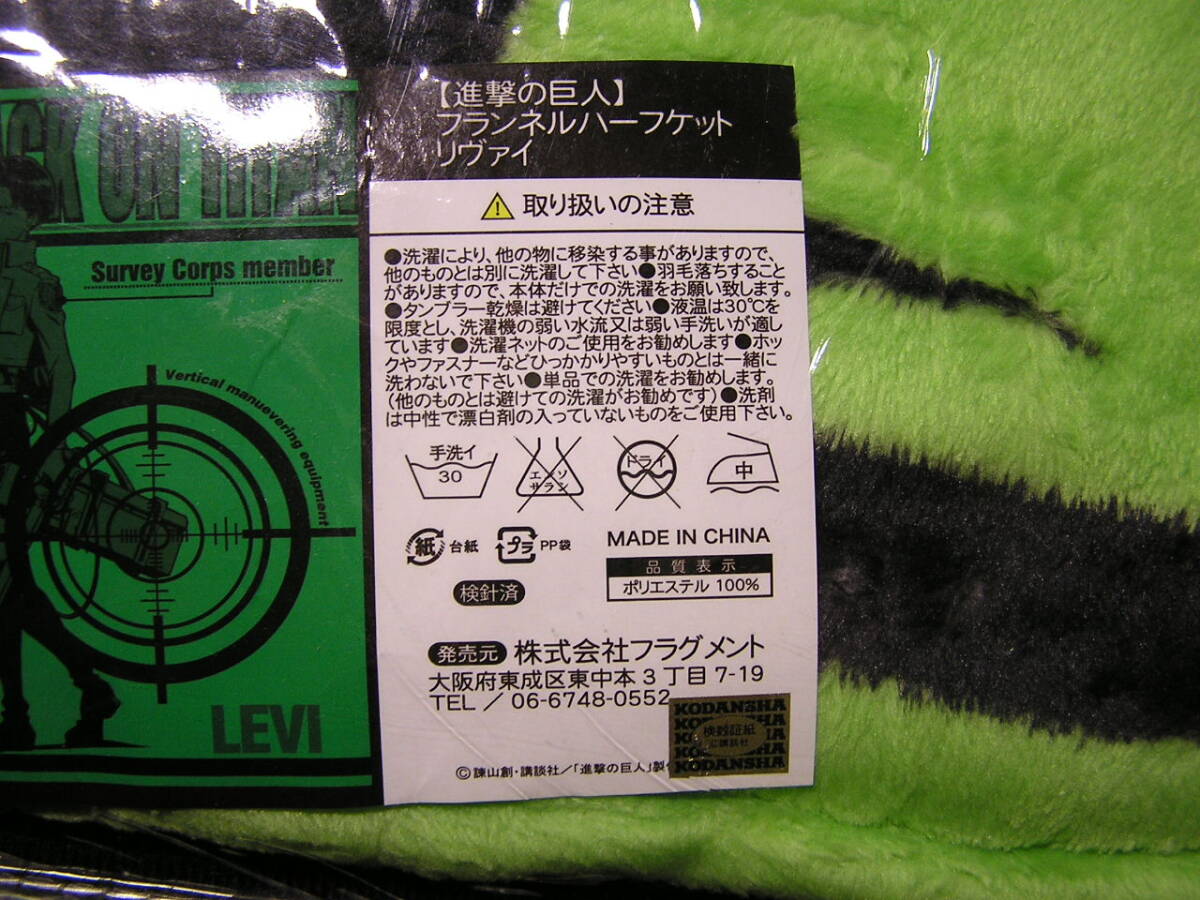 【進撃の巨人】
フランネルハーフケット
リヴァイ
取り扱いの注意
●洗濯により、他の物に移染する事がありますので、
他のものとは別に洗濯して下さい●羽毛落ちすること
がありますので、本体だけでの洗濯をお願い致します。
●タンブラー乾燥は避けてください●液温は30℃を
限度とし、洗濯機の弱い水流又は弱い手洗いが適し
ています●洗濯ネットのご使用をお勧めします●ホッ
クやファスナーなどひっかかりやすいものとは一緒に
洗わないで下さい●単品での洗濯をお勧めします。
(他のものとは避けての洗濯がお勧めです)●洗剤
は中性で漂白剤の入っていないものをご使用下さい。
手洗イ
30
エンソ
サラシ
ドライ
中
紙 台紙
プラ PP袋
MADE IN CHINA
品質表示
ポリエステル 100%
検針済
発売元 株式会社フラグメント
大阪府東成区東中本3丁目7-19
TEL / 06-6748-0552
©諫山創・講談社/「進撃の巨人」製
KODANSHA
KODANSHA
Survey Corps member
Vertical manuevering equipment
LEVI